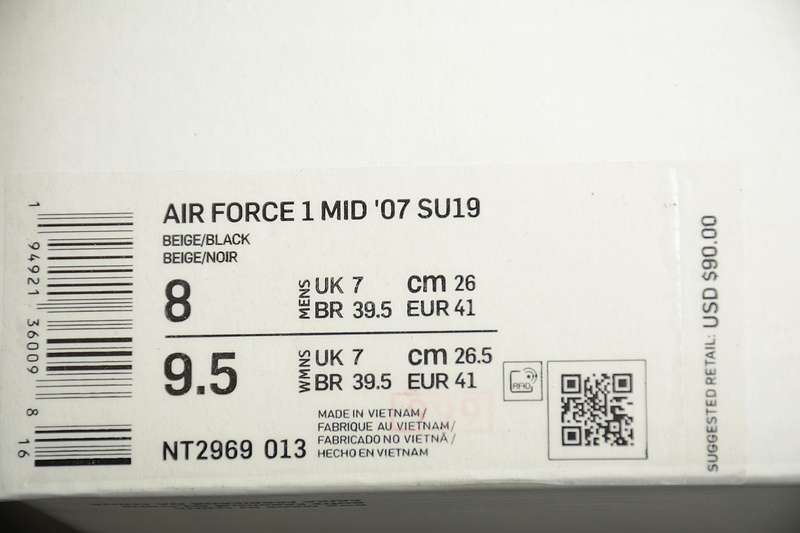 AIR FORCE 1 MID '07 SU19
BEIGE/BLACK
BEIGE/NOIR
8
MENS
UK 7 cm 26
BR 39.5 EUR 41
9.5
WMNS
UK 7 cm 26.5
BR 39.5 EUR 41
RFID
NT2969 013
MADE IN VIETNAM/
FABRIQUE AU VIETNAM/
FABRICADO NO VIETNÃ/
HECHO EN VIETNAM
1 94921 36009 8 16
SUGGESTED RETAIL: USD $90.00